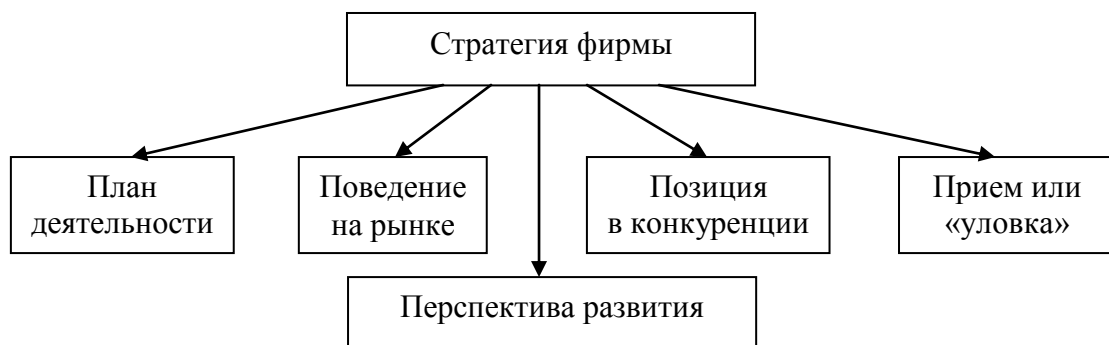 Стратегия фирмы
План
деятельности
Поведение
на рынке
Позиция
в конкуренции
Прием или
«уловка»
Перспектива развития